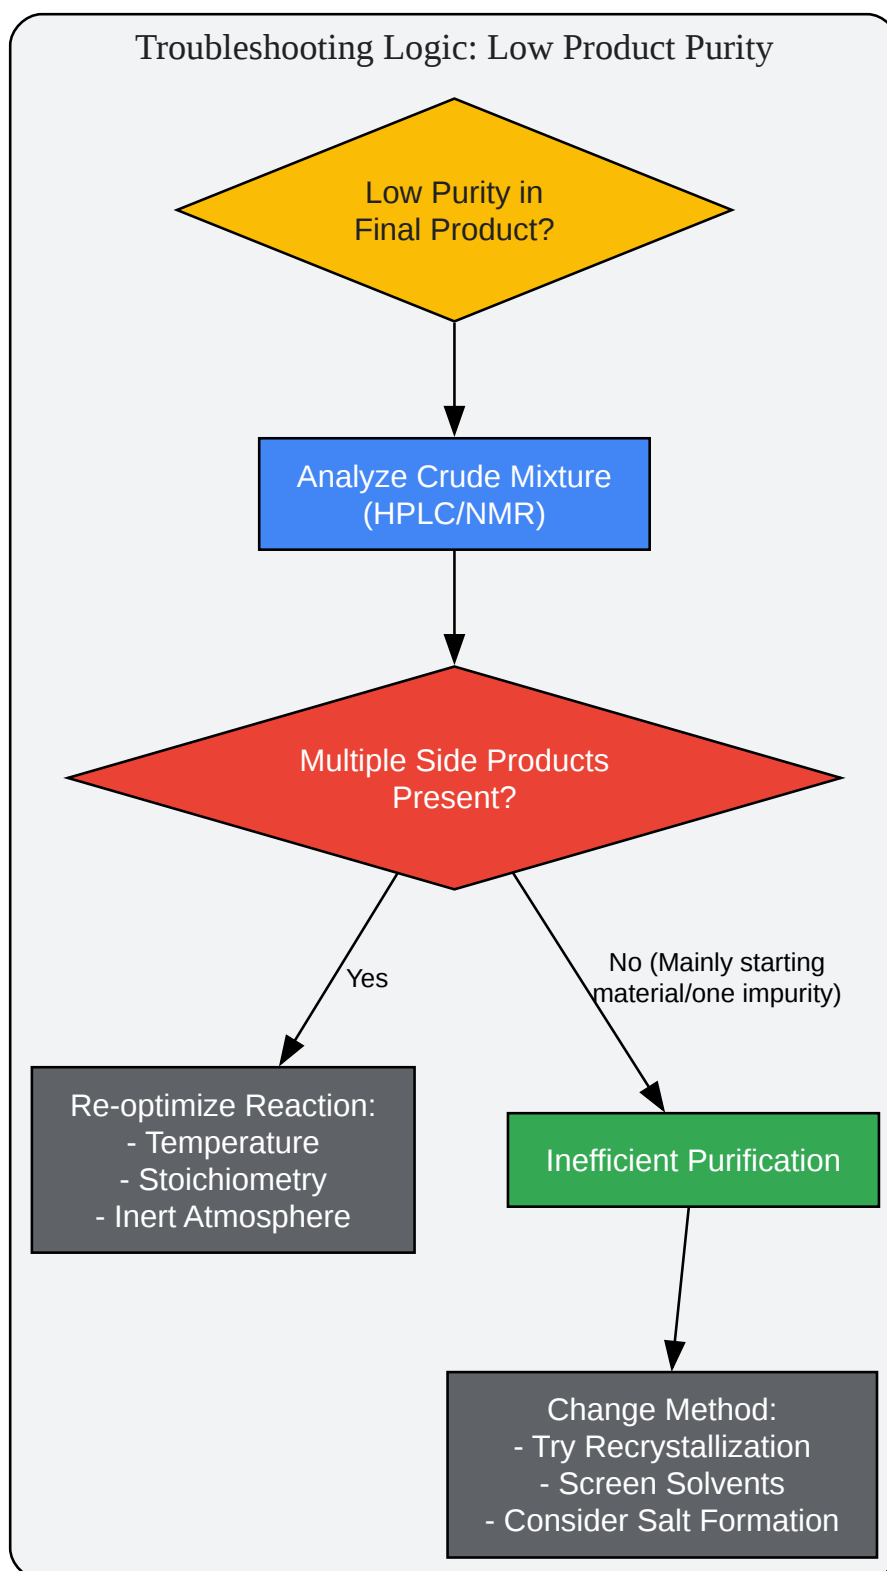 Troubleshooting Logic: Low Product Purity
Low Purity in
Final Product?
Analyze Crude Mixture
(HPLC/NMR)
Multiple Side Products
Present?
Yes
No (Mainly starting
material/one impurity)
Re-optimize Reaction:
- Temperature
- Stoichiometry
- Inert Atmosphere
Inefficient Purification
Change Method:
- Try Recrystallization
- Screen Solvents
- Consider Salt Formation